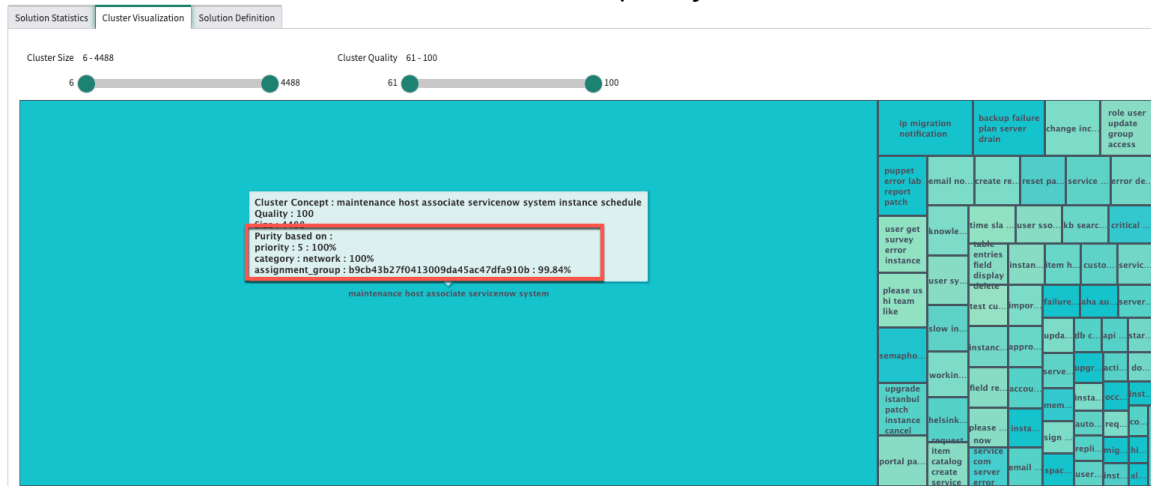 Solution Statistics
Cluster Visualization
Solution Definition
Cluster Size 6 - 4488
Cluster Quality 61 - 100
6
4488
61
100
Cluster Concept : maintenance host associate servicenow system instance schedule
Quality : 100
Size : 4488
Purity based on :
priority : 5 : 100%
category : network : 100%
assignment_group : b9cb43b27f0413009da45ac47dfa910b : 99.84%
maintenance host associate servicenow system
ip migration
notification
backup failure
plan server
drain
change inc...
role user
update
group
access
puppet
error lab
report
patch
email no...
create re...
reset pa...
service ...
error de...
user get
survey
error
instance
knowle...
time sla ...
user sso...
kb searc...
critical ...
please us
hi team
like
user sy...
table
entries
field
display
delete
instan...
item h...
custo...
servic...
test cu...
impor...
failure...
aha au...
server...
semapho...
slow in...
instanc...
appro...
upda...
db c...
api ...
star...
workin...
field re...
accou...
serve...
upgr...
acti...
do...
upgrade
istanbul
patch
instance
cancel
helsink...
please ...
now
insta...
mem...
insta...
occ...
inst...
sign ...
auto...
req...
co...
portal pa...
request
item
catalog
create
service
service
com
server
error
email ...
spac...
repli...
mig...
hi...
user...
inst...
al...